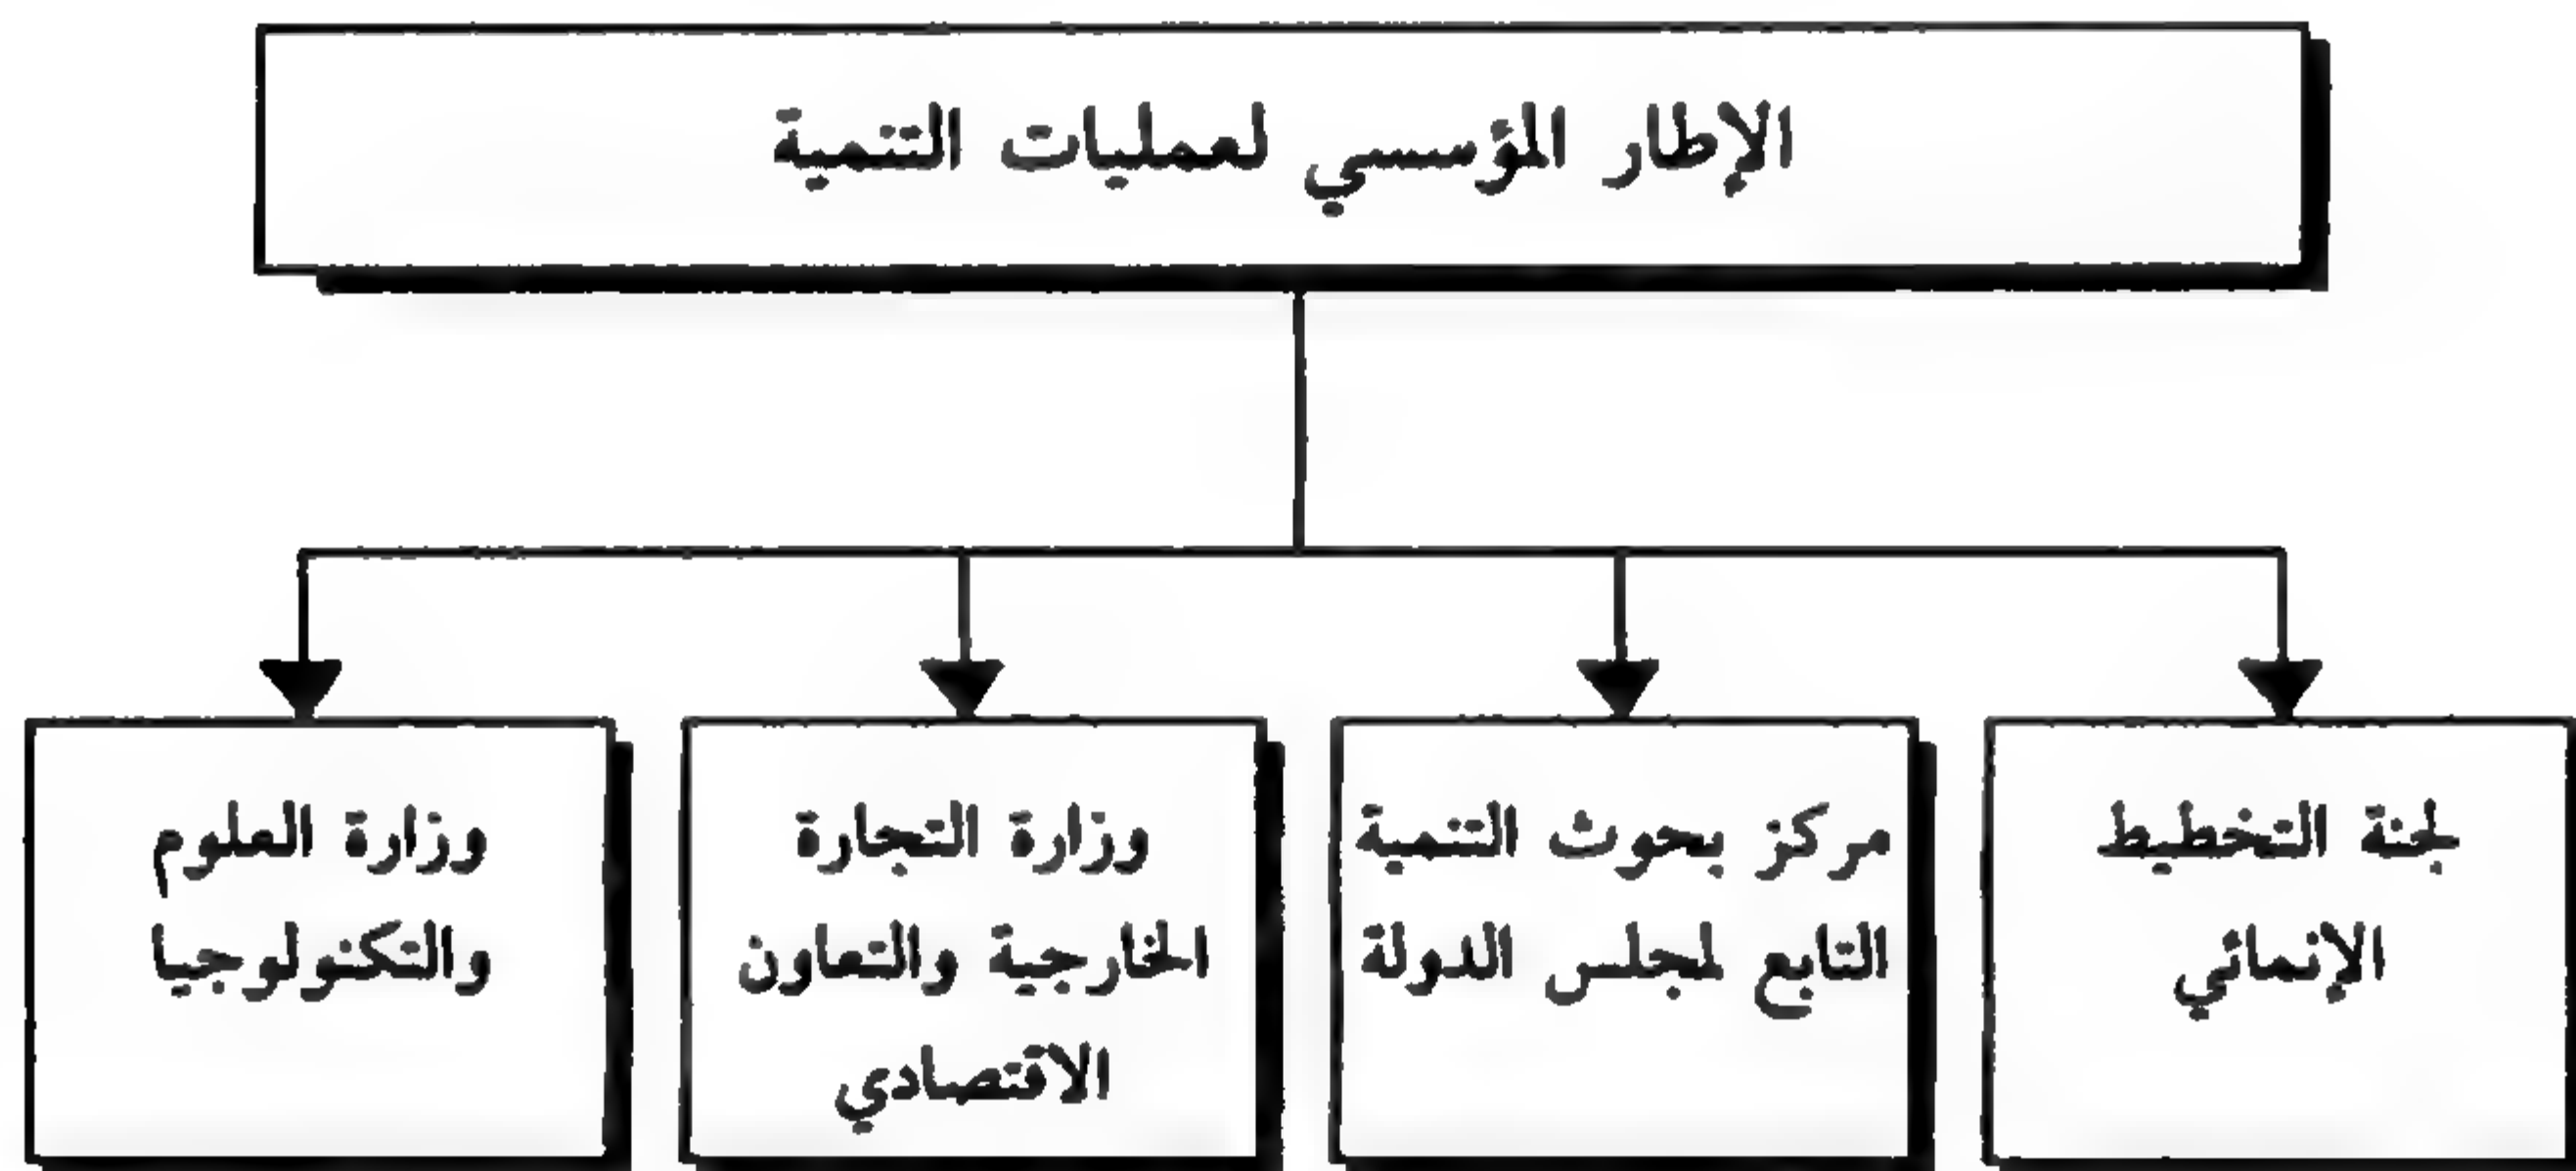 الإطار المؤسسي لعمليات التنمية
لجنة التخطيط
الإنمائي
مركز بحوث التنمية
التابع لمجلس الدولة
وزارة التجارة
الخارجية والتعاون
الاقتصادي
وزارة العلوم
والتكنولوجيا